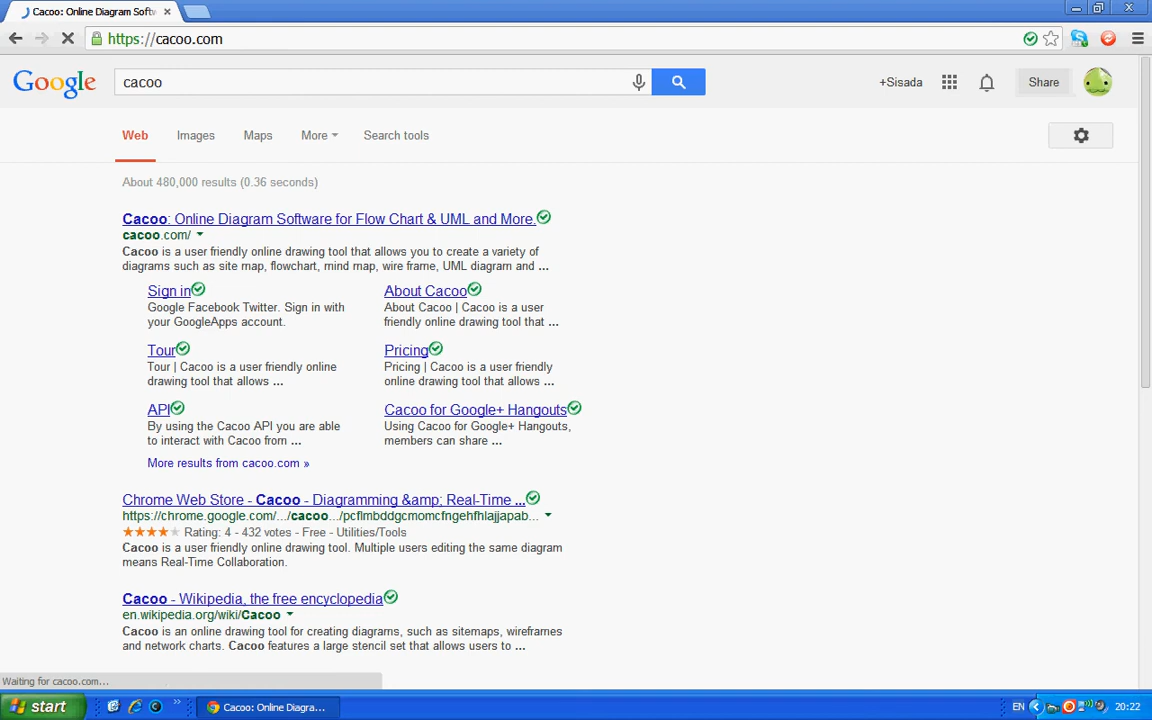 Cacoo: Online Diagram Softw
https://cacoo.com
Google
cacoo
+Sisada
Share
Web Images Maps More Search tools
About 480,000 results (0.36 seconds)
Cacoo: Online Diagram Software for Flow Chart & UML and More.
cacoo.com/
Cacoo is a user friendly online drawing tool that allows you to create a variety of
diagrams such as site map, flowchart, mind map, wire frame, UML diagram and ...
Sign in
Google Facebook Twitter. Sign in with
your GoogleApps account.
About Cacoo
About Cacoo | Cacoo is a user
friendly online drawing tool that ...
Tour
Tour | Cacoo is a user friendly online
drawing tool that allows ...
Pricing
Pricing | Cacoo is a user friendly
online drawing tool that allows ...
API
By using the Cacoo API you are able
to interact with Cacoo from ...
Cacoo for Google+ Hangouts
Using Cacoo for Google+ Hangouts,
members can share ...
More results from cacoo.com »
Chrome Web Store - Cacoo - Diagramming &amp; Real-Time ...
https://chrome.google.com/.../cacoo.../pcflmbddgcmomcfngehfhlajjapab...
Rating: 4 - 432 votes - Free - Utilities/Tools
Cacoo is a user friendly online drawing tool. Multiple users editing the same diagram
means Real-Time Collaboration.
Cacoo - Wikipedia, the free encyclopedia
en.wikipedia.org/wiki/Cacoo
Cacoo is an online drawing tool for creating diagrams, such as sitemaps, wireframes
and network charts. Cacoo features a large stencil set that allows users to ...
Waiting for cacoo.com...
start
Cacoo: Online Diagra...
EN
20:22